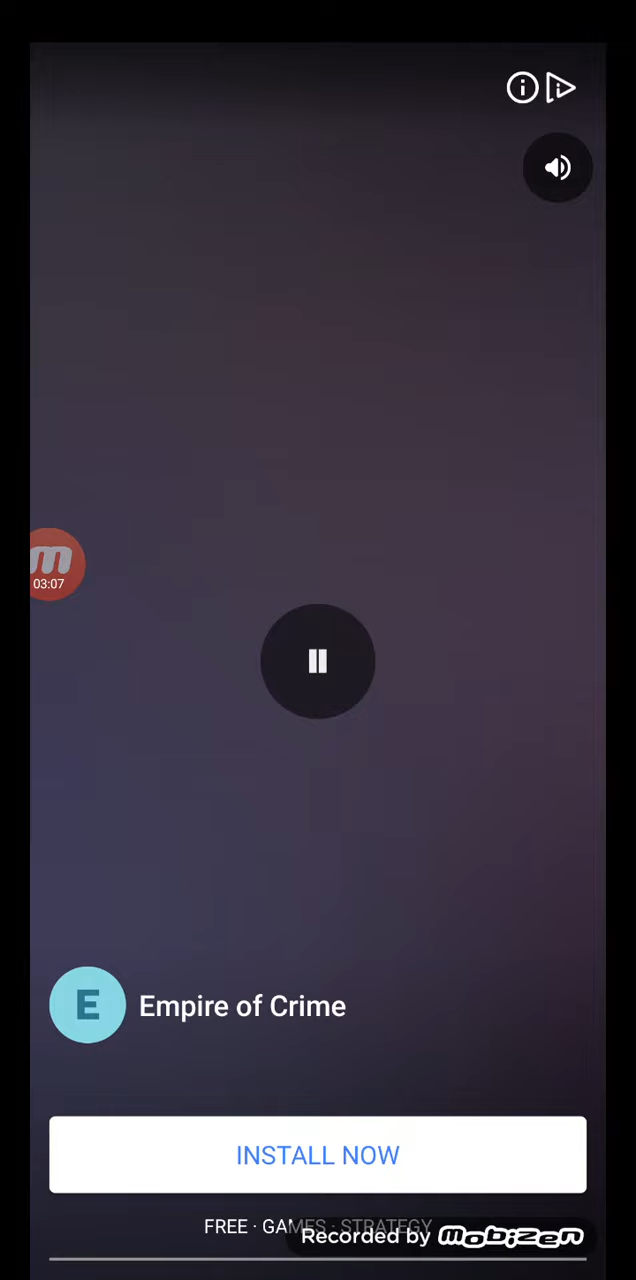 m
03:07
E
Empire of Crime
INSTALL NOW
FREE · GAMES · STRATEGY
Recorded by mobizen